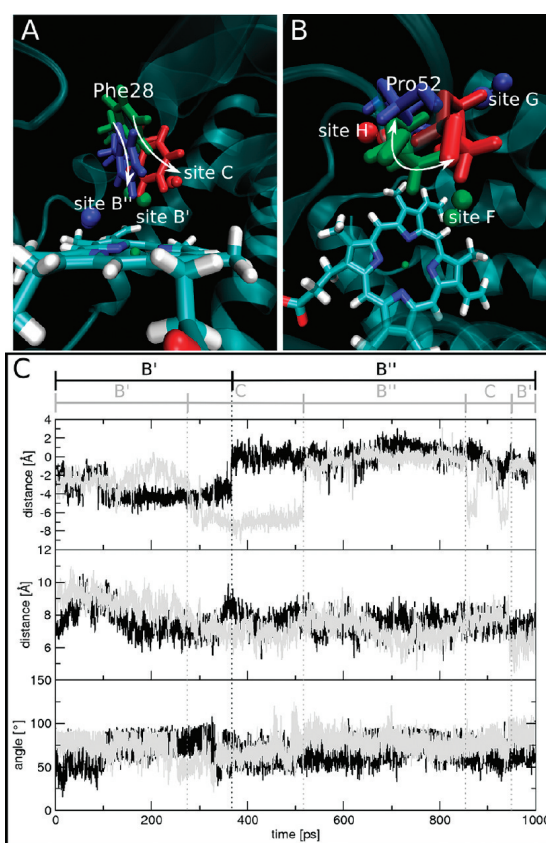 A
Phe28
site C
site B''
site B'
B
Pro52
site G
site H
site F
C
B' B''
B' C B'' C B'
distance [Å]
4
2
0
-2
-4
-6
-8
distance [Å]
12
10
8
6
angle [°]
150
100
50
0
0 200 400 600 800 1000
time [ps]